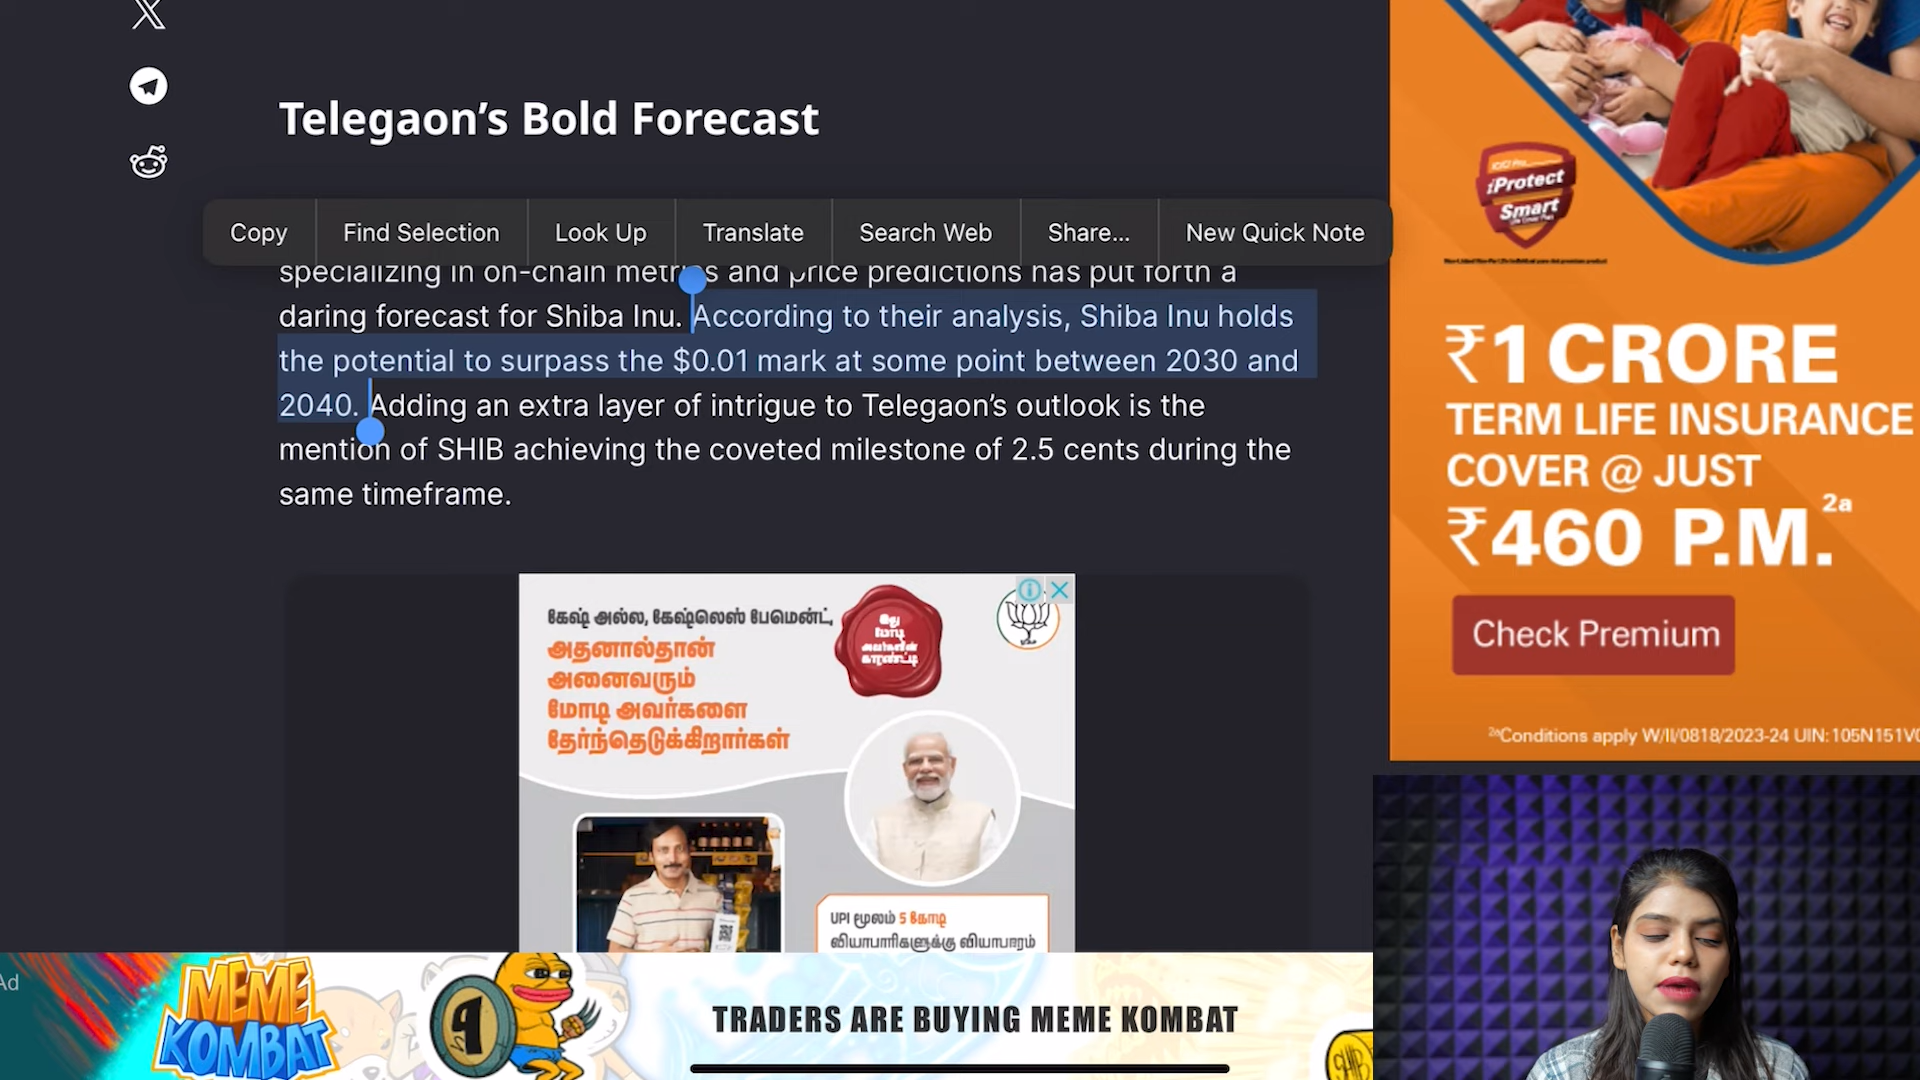 Telegaon’s Bold Forecast
Copy
Find Selection
Look Up
Translate
Search Web
Share...
New Quick Note
specializing in on-chain metrics and price predictions has put forth a
daring forecast for Shiba Inu. According to their analysis, Shiba Inu holds
the potential to surpass the $0.01 mark at some point between 2030 and
2040. Adding an extra layer of intrigue to Telegaon’s outlook is the
mention of SHIB achieving the coveted milestone of 2.5 cents during the
same timeframe.
கேஷ் அல்ல, கேஷ்லெஸ் பேமென்ட்,
அதனால்தான்
அனைவரும்
மோடி அவர்களை
தேர்ந்தெடுக்கிறார்கள்
இது
மோடி
அவர்களின்
காரண்ட்டி
UPI மூலம் 5 கோடி
வியாபாரிகளுக்கு வியாபாரம்
iProtect
Smart
₹1 CRORE
TERM LIFE INSURANCE
COVER @ JUST
₹460 P.M.2a
Check Premium
2aConditions apply W/II/0818/2023-24 UIN: 105N151V0
Ad
MEME
KOMBAT
TRADERS ARE BUYING MEME KOMBAT